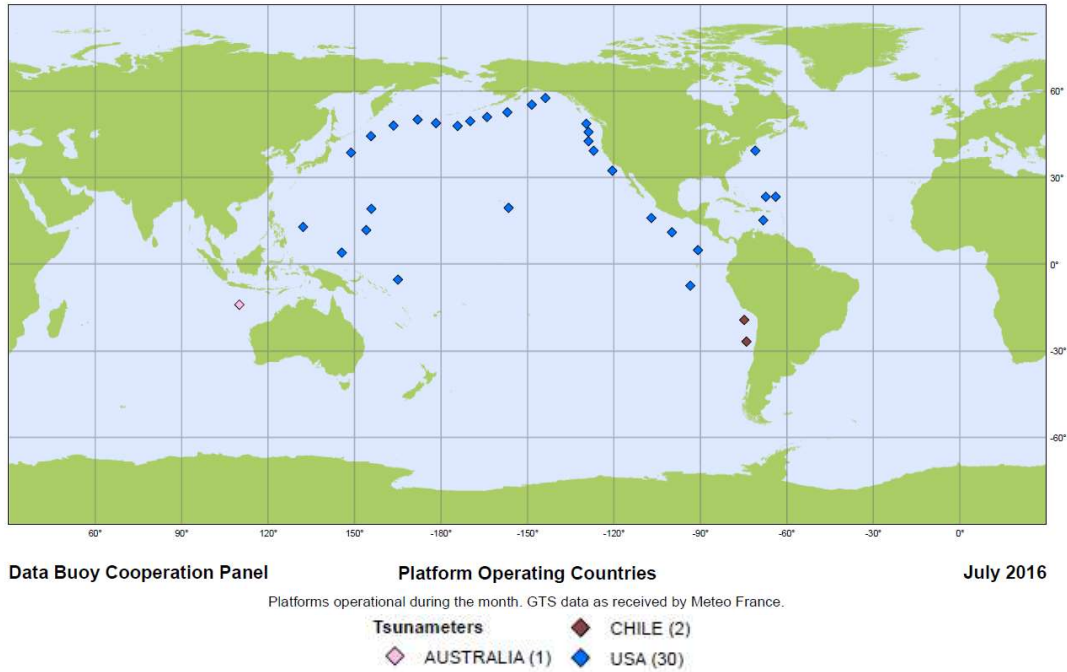 60°
30°
0°
-30°
-60°
60° 90° 120° 150° -180° -150° -120° -90° -60° -30° 0°
Data Buoy Cooperation Panel Platform Operating Countries July 2016
Platforms operational during the month. GTS data as received by Meteo France.
Tsunameters CHILE (2)
AUSTRALIA (1) USA (30)